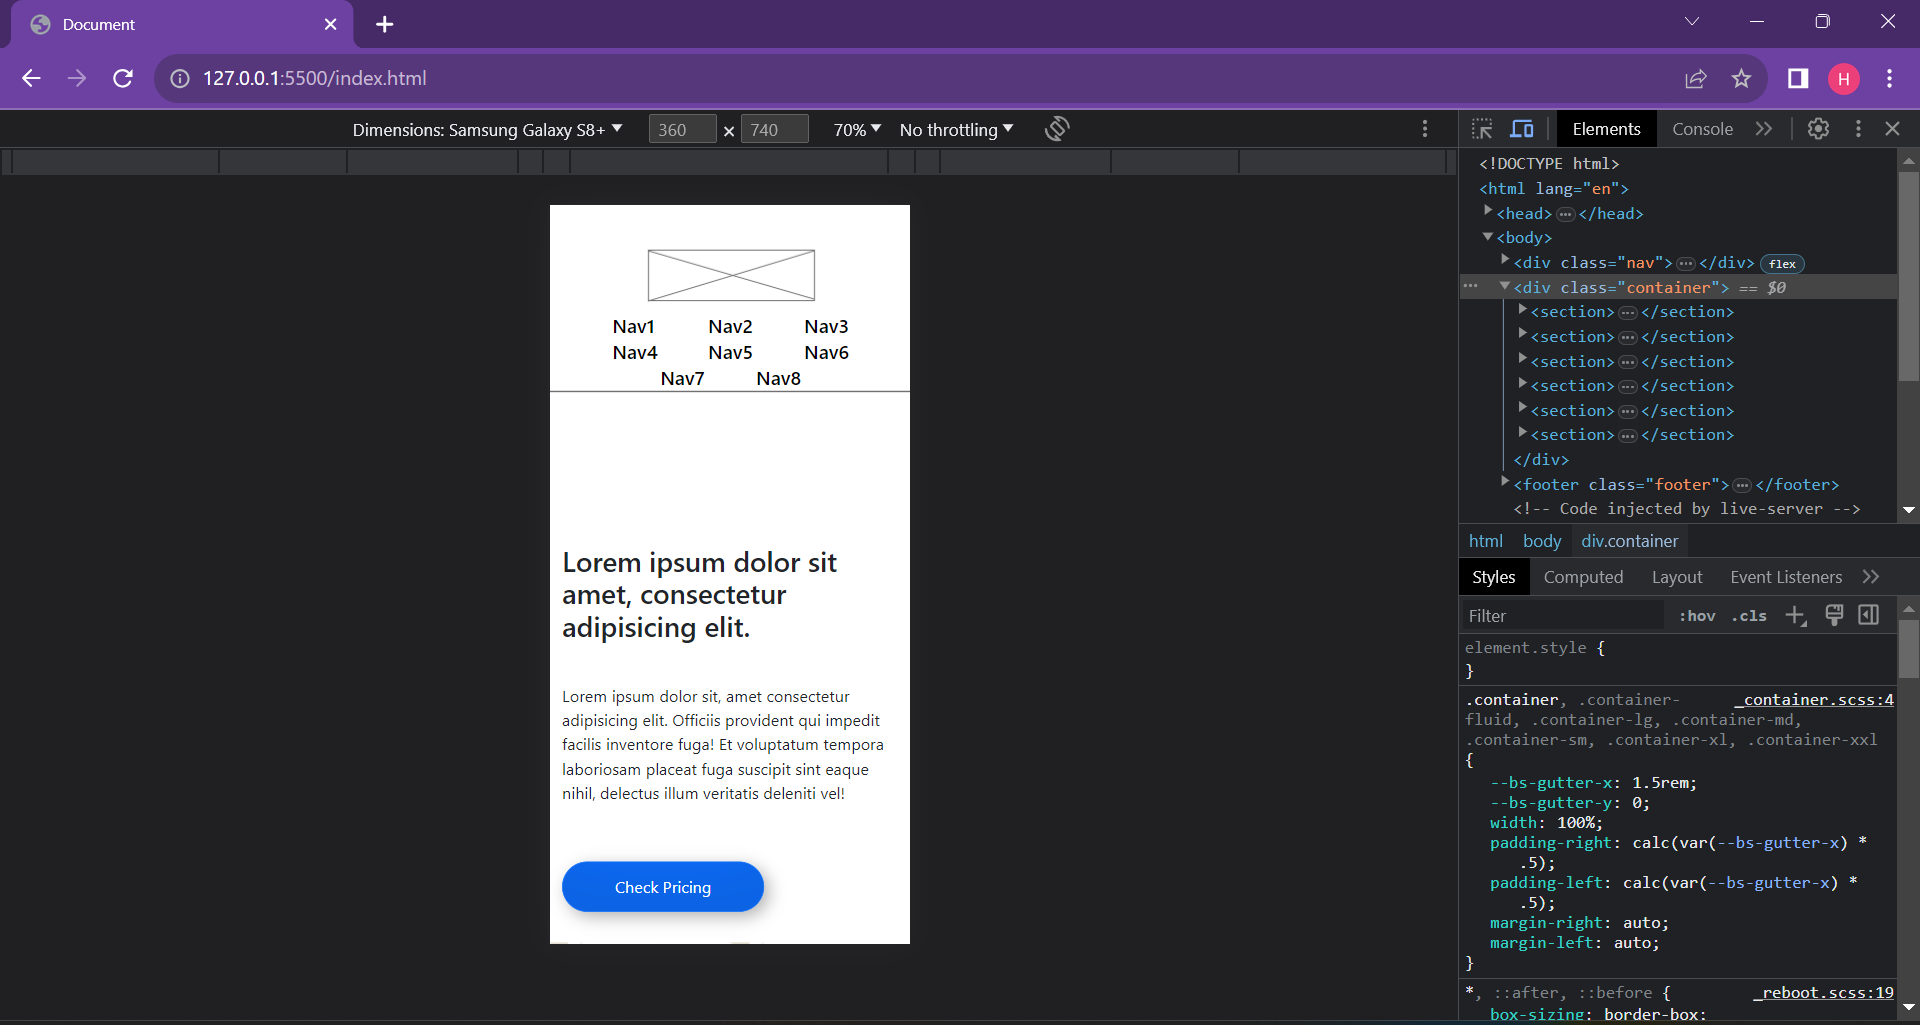 Document
127.0.0.1:5500/index.html
H
Dimensions: Samsung Galaxy S8+ 360 × 740 70% No throttling
Elements Console
<!DOCTYPE html>
<html lang="en">
<head>…</head>
<body>
<div class="nav">…</div> flex
… <div class="container"> == $0
<section>…</section>
<section>…</section>
<section>…</section>
<section>…</section>
<section>…</section>
<section>…</section>
</div>
<footer class="footer">…</footer>
<!-- Code injected by live-server -->
html body div.container
Styles Computed Layout Event Listeners
Filter :hov .cls
element.style {
}
.container, .container- _container.scss:4
fluid, .container-lg, .container-md,
.container-sm, .container-xl, .container-xxl
{
--bs-gutter-x: 1.5rem;
--bs-gutter-y: 0;
width: 100%;
padding-right: calc(var(--bs-gutter-x) *
.5);
padding-left: calc(var(--bs-gutter-x) *
.5);
margin-right: auto;
margin-left: auto;
}
*, ::after, ::before { _reboot.scss:19
box-sizing: border-box;
Nav1 Nav2 Nav3
Nav4 Nav5 Nav6
Nav7 Nav8
Lorem ipsum dolor sit
amet, consectetur
adipisicing elit.
Lorem ipsum dolor sit, amet consectetur
adipisicing elit. Officiis provident qui impedit
facilis inventore fuga! Et voluptatum tempora
laboriosam placeat fuga suscipit sint eaque
nihil, delectus illum veritatis deleniti vel!
Check Pricing